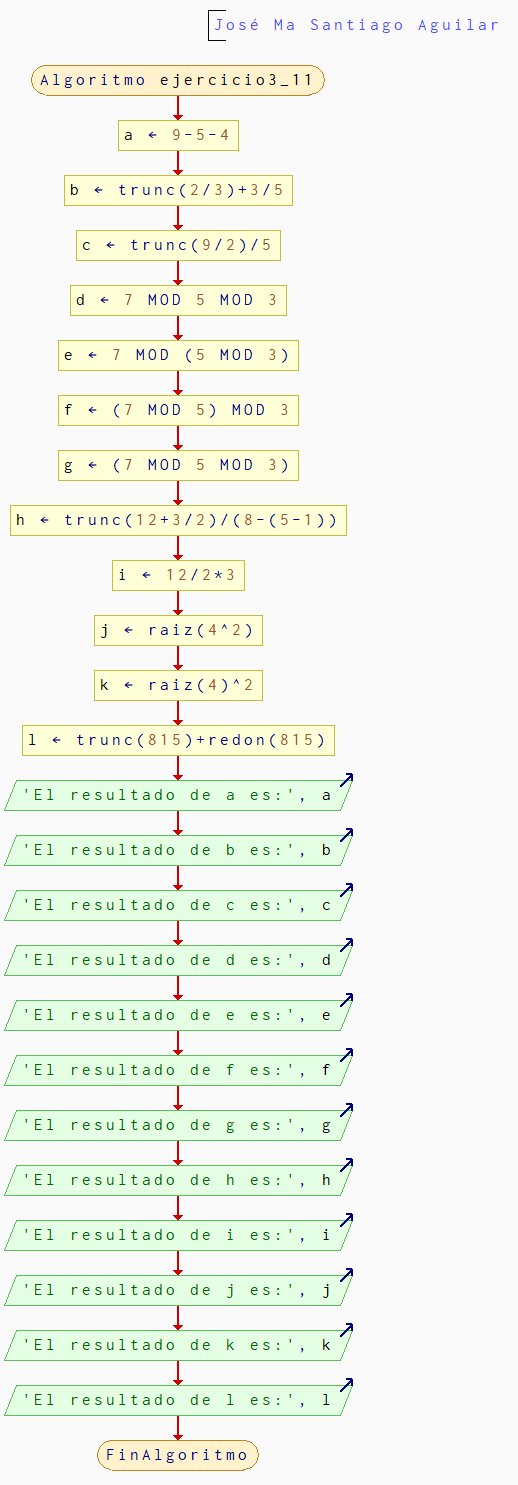 José Ma Santiago Aguilar
Algoritmo ejercicio3_11
a ← 9-5-4
b ← trunc(2/3)+3/5
c ← trunc(9/2)/5
d ← 7 MOD 5 MOD 3
e ← 7 MOD (5 MOD 3)
f ← (7 MOD 5) MOD 3
g ← (7 MOD 5 MOD 3)
h ← trunc(12+3/2)/(8-(5-1))
i ← 12/2*3
j ← raiz(4^2)
k ← raiz(4)^2
l ← trunc(815)+redon(815)
'El resultado de a es:', a
'El resultado de b es:', b
'El resultado de c es:', c
'El resultado de d es:', d
'El resultado de e es:', e
'El resultado de f es:', f
'El resultado de g es:', g
'El resultado de h es:', h
'El resultado de i es:', i
'El resultado de j es:', j
'El resultado de k es:', k
'El resultado de l es:', l
FinAlgoritmo